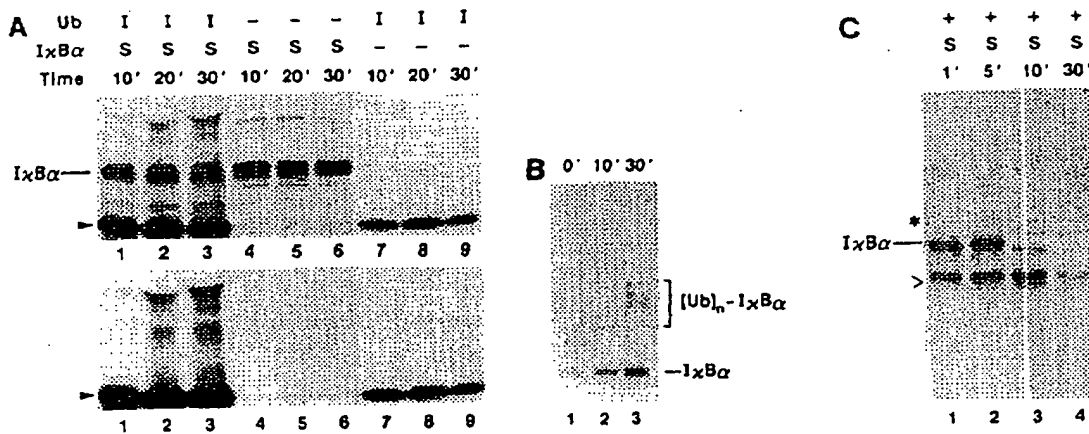 A
Ub I I I – – – I I I
IϰBα S S S S S S – – –
Time 10' 20' 30' 10' 20' 30' 10' 20' 30'
IϰBα
1 2 3 4 5 6 7 8 9
1 2 3 4 5 6 7 8 9
B
0' 10' 30'
[Ub]n-IϰBα
IϰBα
1 2 3
C
+ + + +
S S S S
1' 5' 10' 30'
*
IϰBα
>
1 2 3 4